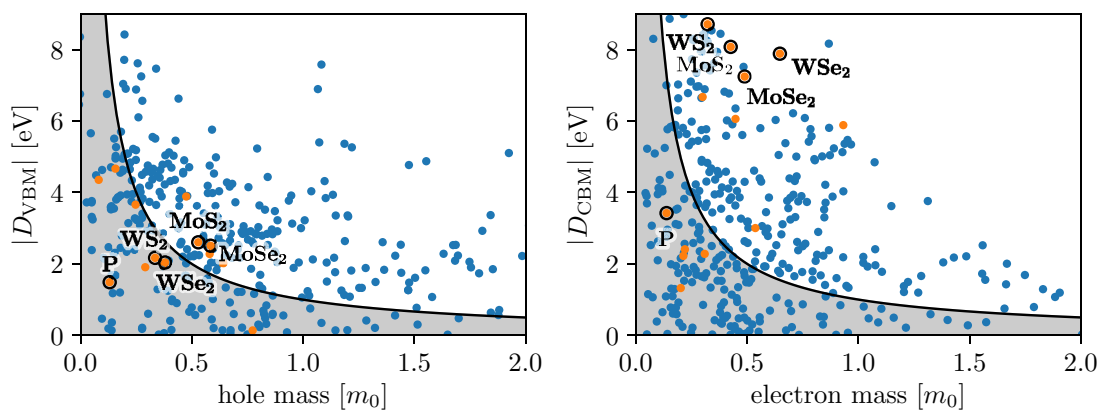 |D_VBM| [eV]
8
6
4
2
0
MoS₂
WS₂
MoSe₂
P
WSe₂
0.0
0.5
1.0
1.5
2.0
hole mass [m₀]
|D_CBM| [eV]
8
6
4
2
0
WS₂
MoS₂
WSe₂
MoSe₂
P
0.0
0.5
1.0
1.5
2.0
electron mass [m₀]